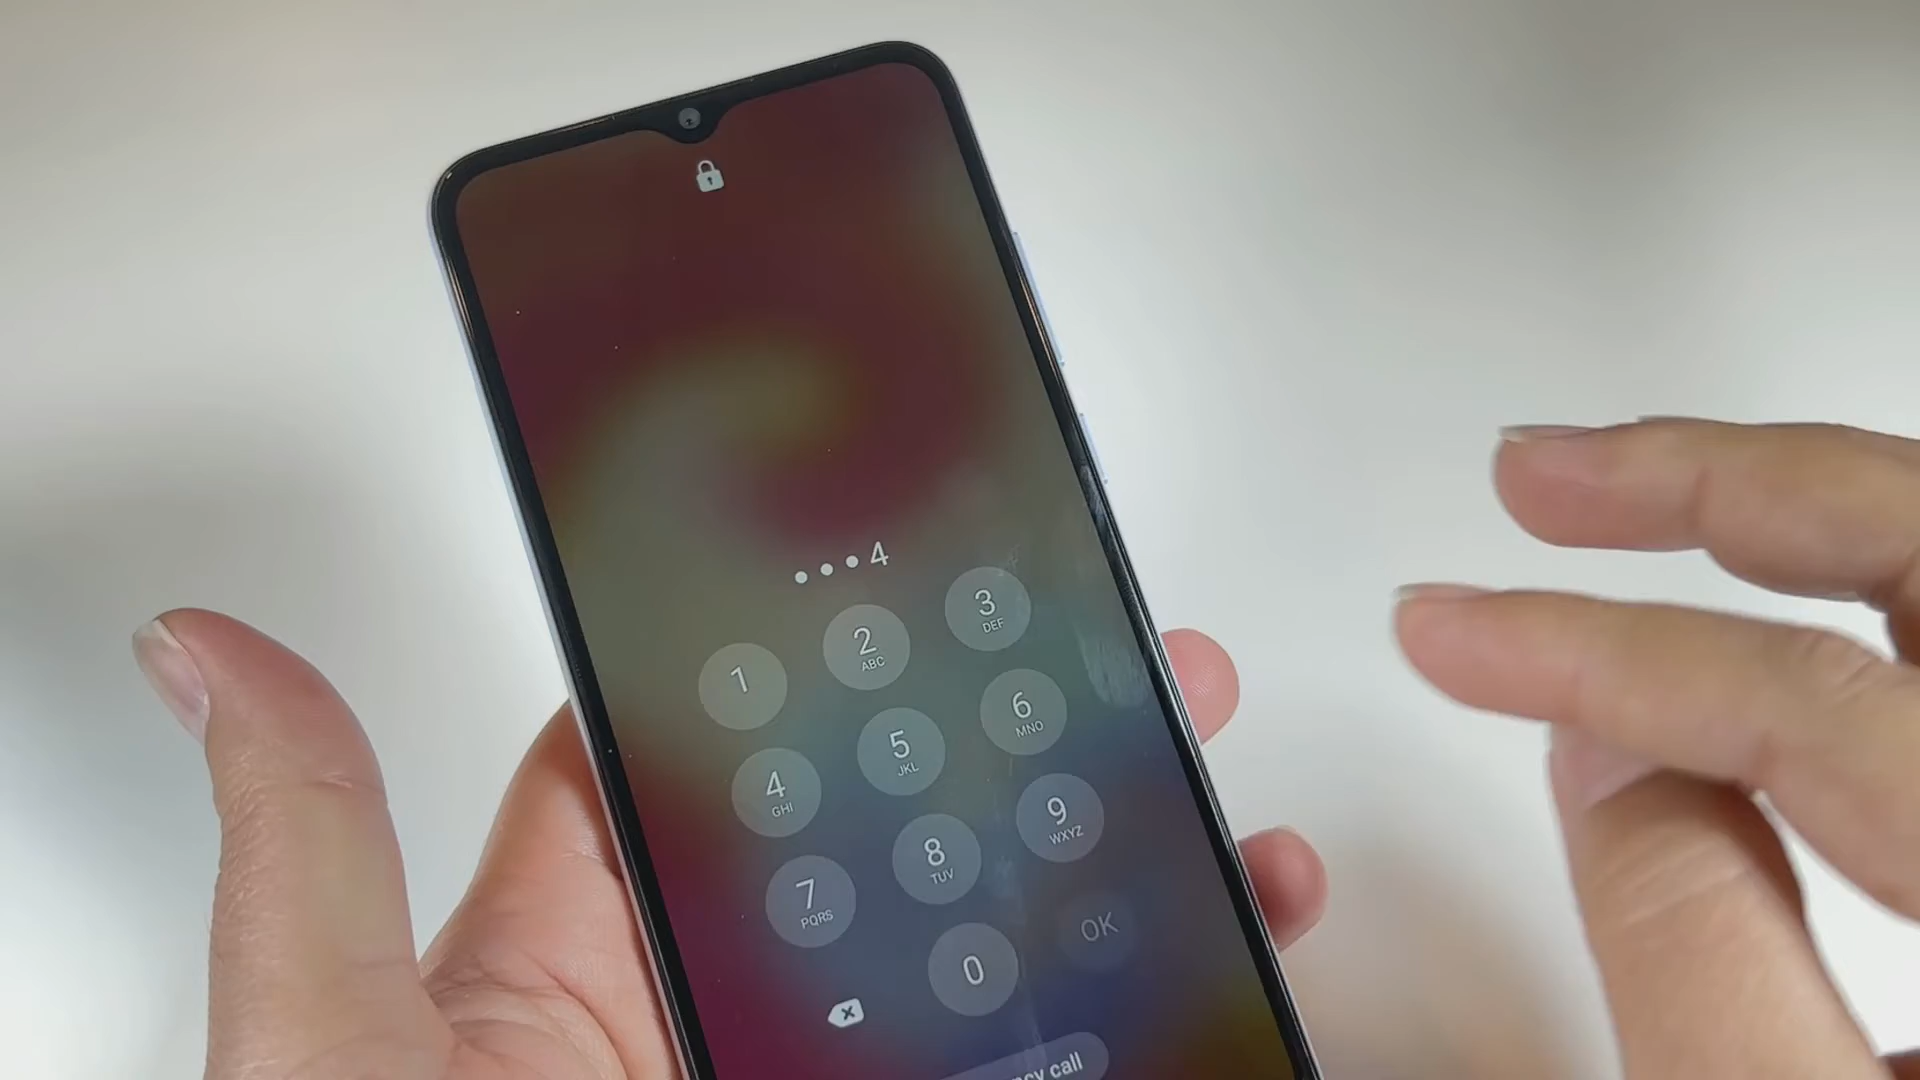 •••4
1
2 ABC
3 DEF
4 GHI
5 JKL
6 MNO
7 PQRS
8 TUV
9 WXYZ
0
OK
call